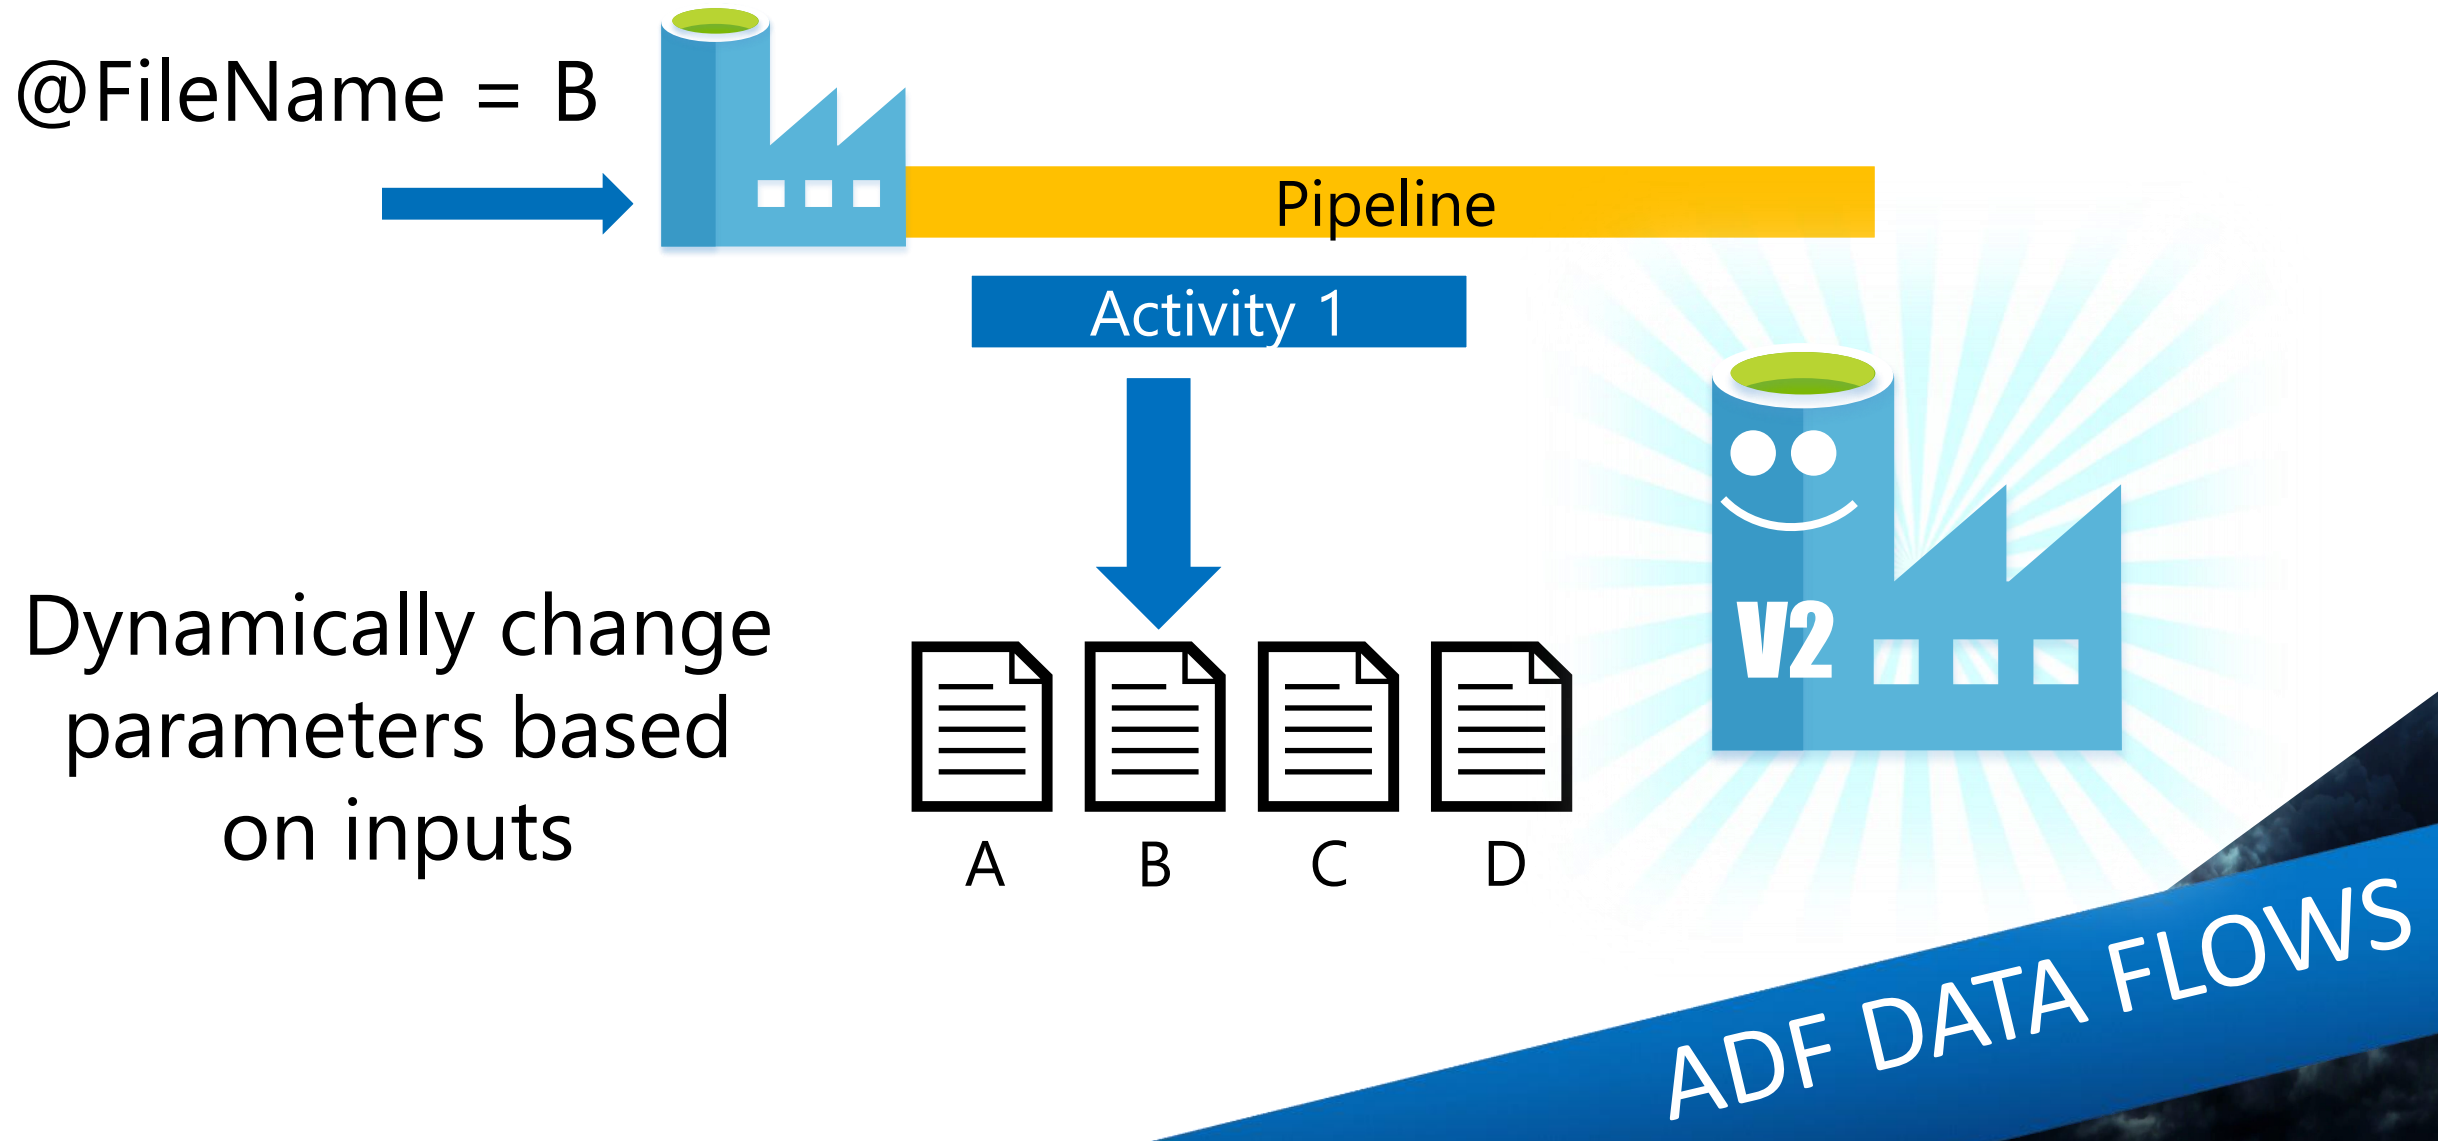 @FileName = B
Pipeline
Activity 1
V2
Dynamically change
parameters based
on inputs
A B C D
ADF DATA FLOWS